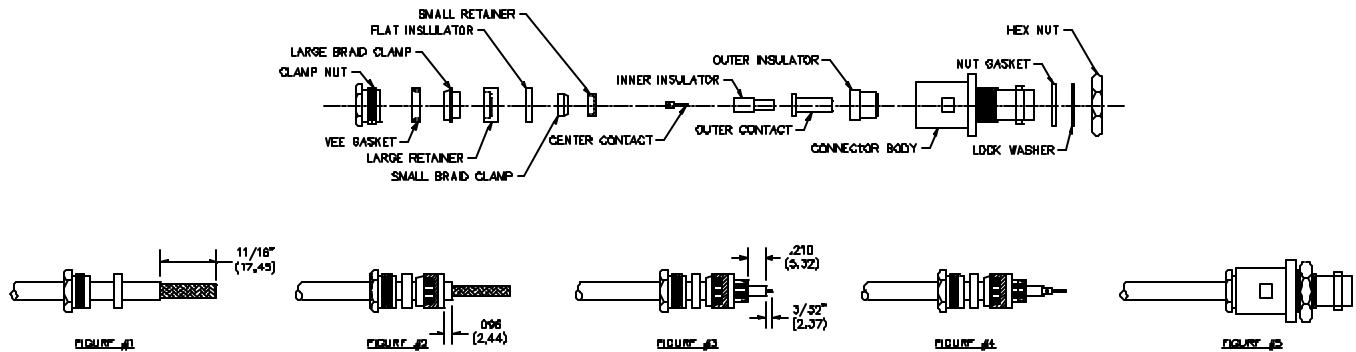 SMALL RETAINER
FLAT INSLULATOR
LARGE BRAID CLAMP
CLAMP NUT
HEX NUT
OUTER INSULATOR
NUT GASKET
INNER INSULATOR
VEE GASKET
LARGE RETAINER
SMALL BRAID CLAMP
CENTER CONTACT
OUTER CONTACT
CONNECTOR BODY
LOCK WASHER
11/16"
(17,45)
.096
(2,44)
.210
(5.32)
3/32"
(2.37)
FIGURE #1
FIGURE #2
FIGURE #3
FIGURE #4
FIGURE #5